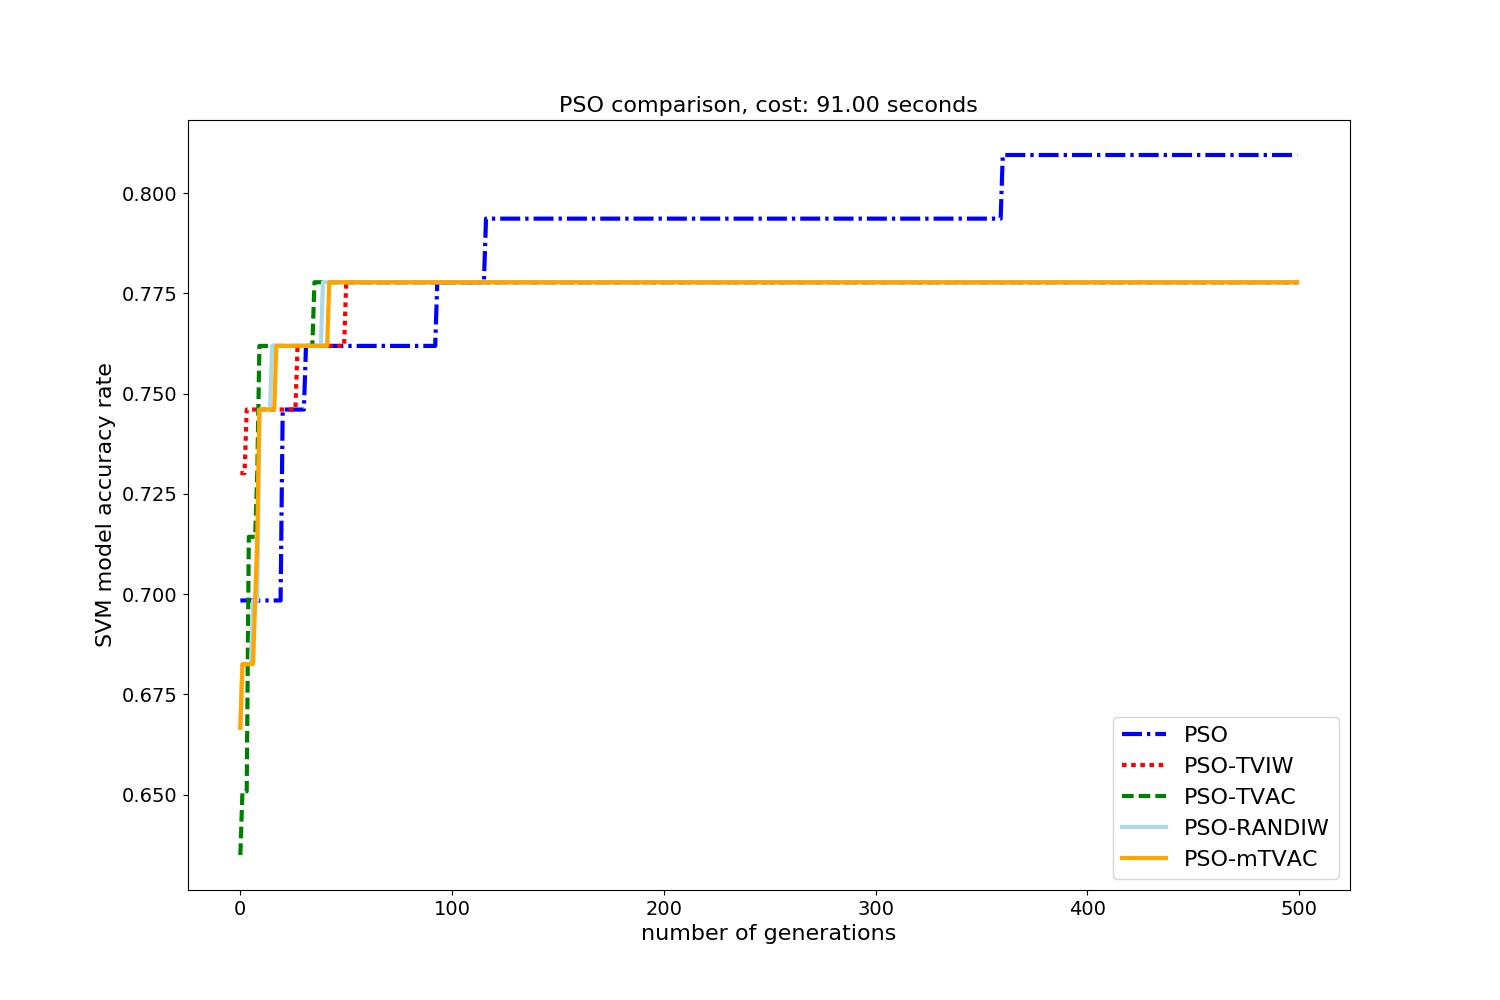 PSO comparison, cost: 91.00 seconds
SVM model accuracy rate
0.800
0.775
0.750
0.725
0.700
0.675
0.650
0
100
200
300
400
500
number of generations
PSO
PSO-TVIW
PSO-TVAC
PSO-RANDIW
PSO-mTVAC